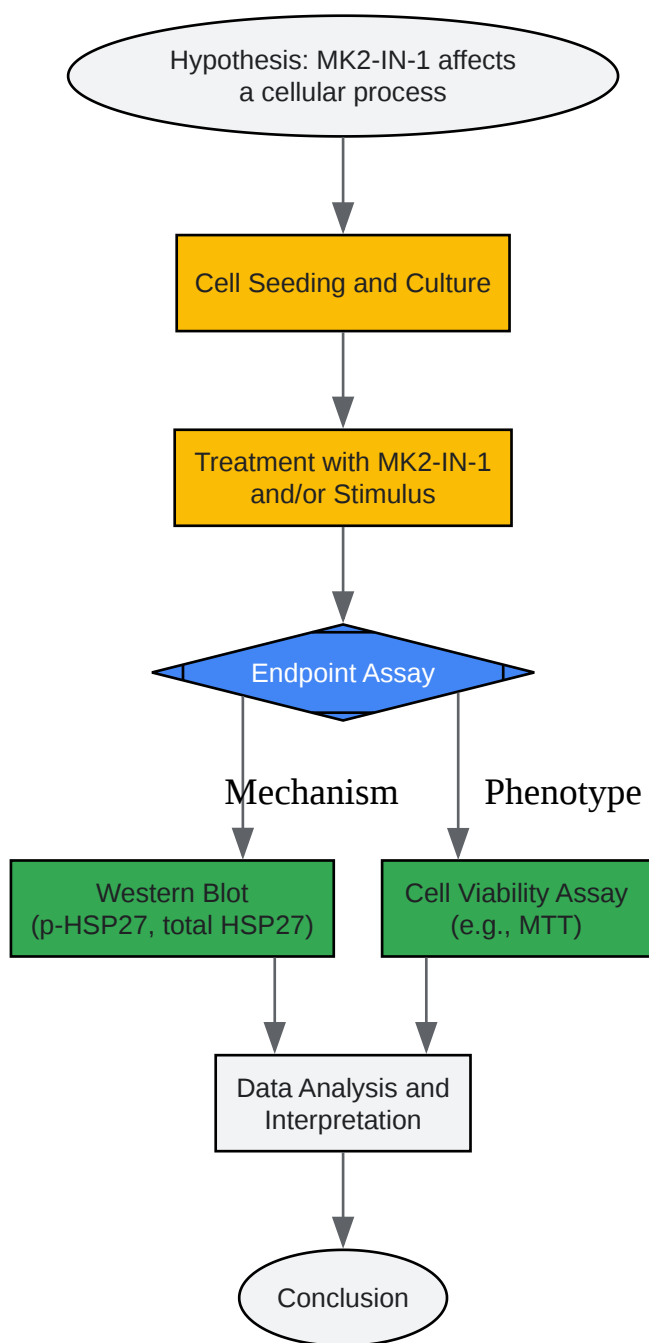 Hypothesis: MK2-IN-1 affects
a cellular process
Cell Seeding and Culture
Treatment with MK2-IN-1
and/or Stimulus
Endpoint Assay
Mechanism
Phenotype
Western Blot
(p-HSP27, total HSP27)
Cell Viability Assay
(e.g., MTT)
Data Analysis and
Interpretation
Conclusion